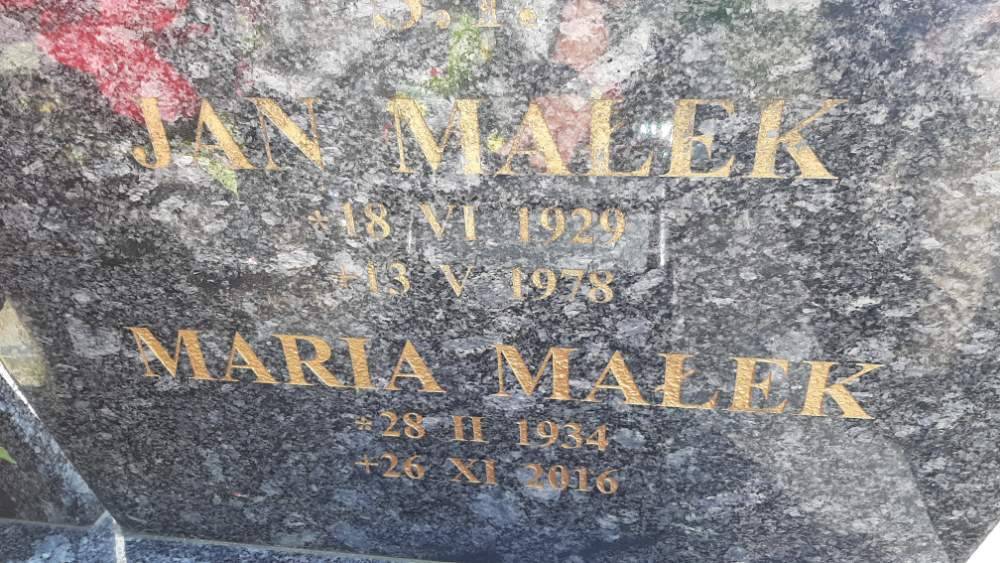 Ś.P.
JAN MAŁEK
*18 VI 1929
+13 V 1978
MARIA MAŁEK
*28 II 1934
+26 XI 2016